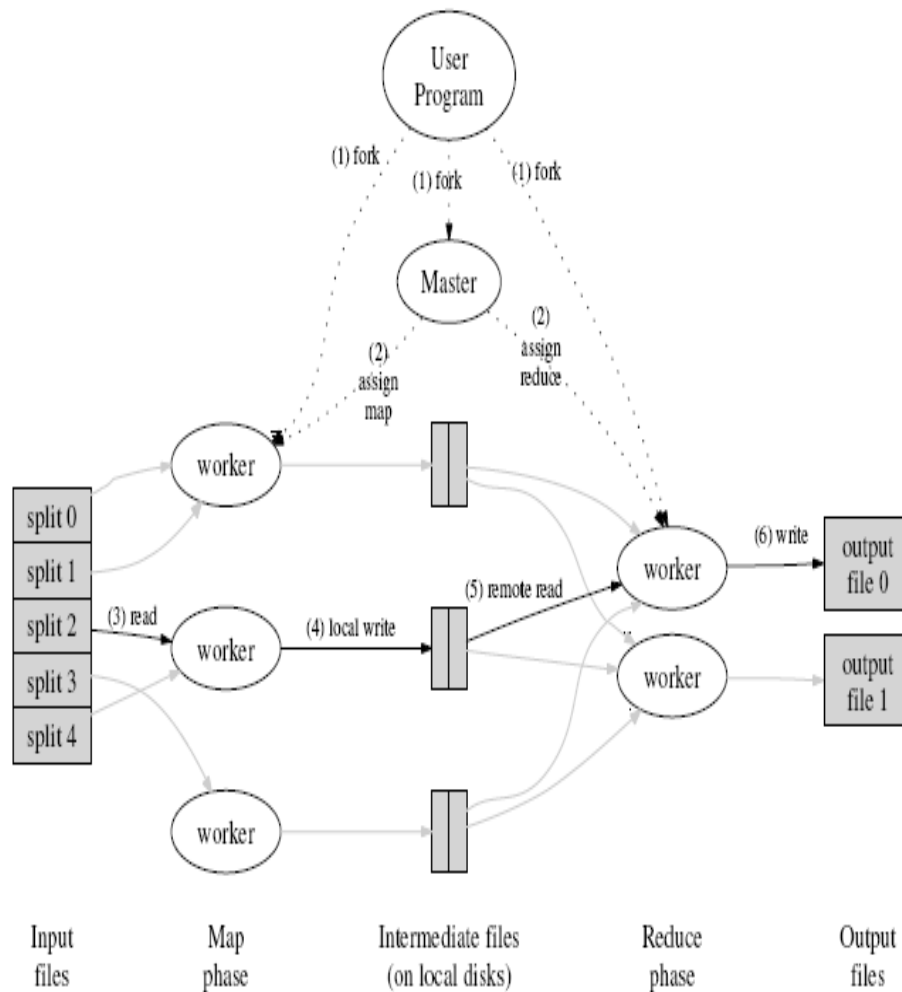 User
Program
(1) fork
(1) fork
(1) fork
Master
(2)
assign
map
(2)
assign
reduce
worker
split 0
split 1
split 2
split 3
split 4
(3) read
worker
(4) local write
(5) remote read
worker
(6) write
output
file 0
worker
output
file 1
worker
Input
files
Map
phase
Intermediate files
(on local disks)
Reduce
phase
Output
files